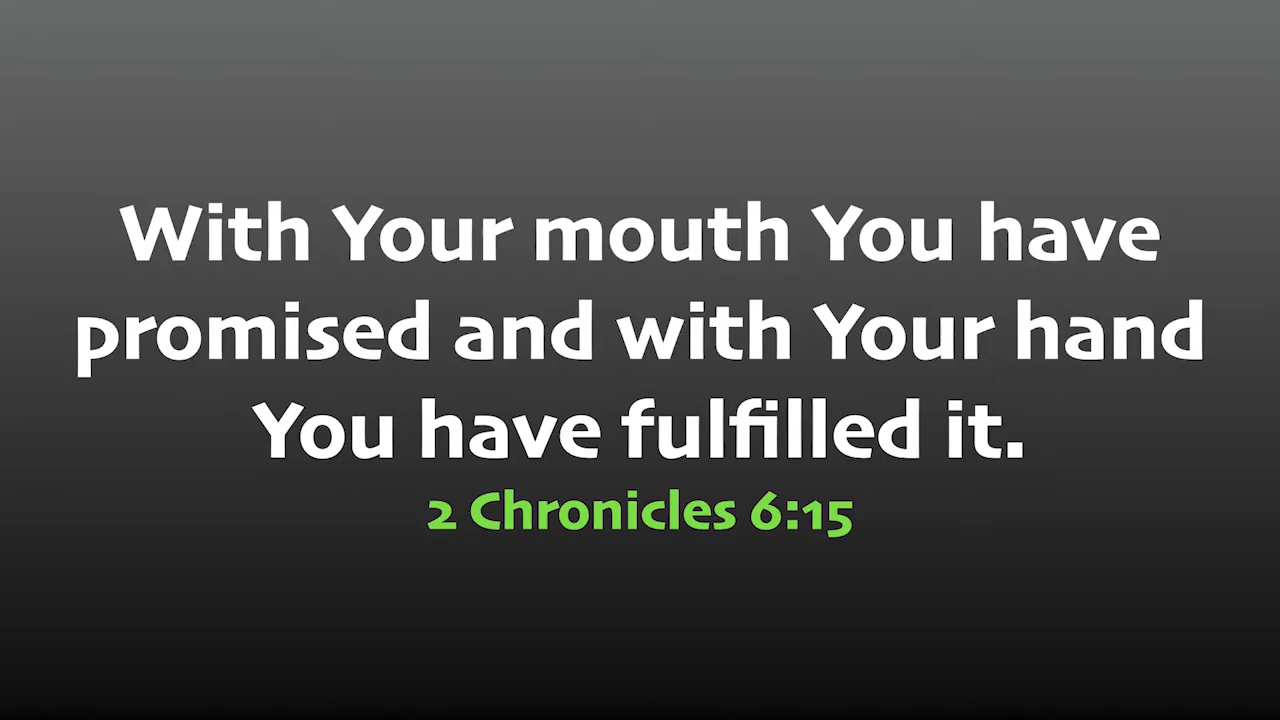 With Your mouth You have
promised and with Your hand
You have fulfilled it.
2 Chronicles 6:15